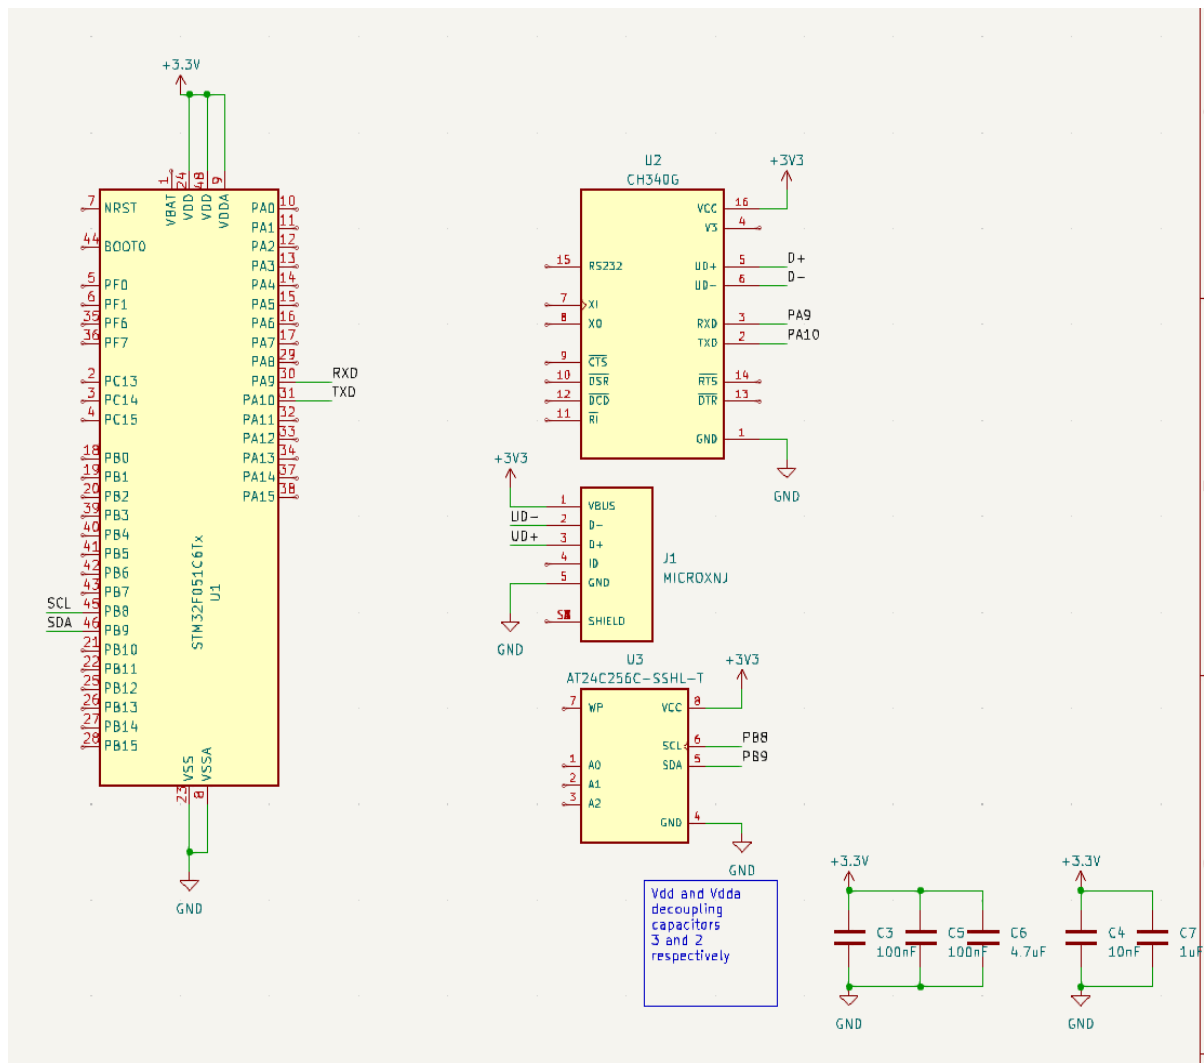 +3.3V
1
24
48
9
VBAT
VDD
VDD
VDDA
7 NRST
44 BOOT0
5 PF0
6 PF1
35 PF6
36 PF7
2 PC13
3 PC14
4 PC15
18 PB0
19 PB1
20 PB2
39 PB3
40 PB4
41 PB5
42 PB6
43 PB7
SCL 45 PB8
SDA 46 PB9
21 PB10
22 PB11
25 PB12
26 PB13
27 PB14
28 PB15
PA0 10
PA1 11
PA2 12
PA3 13
PA4 14
PA5 15
PA6 16
PA7 17
PA8 29
PA9 30 RXD
PA10 31 TXD
PA11 32
PA12 33
PA13 34
PA14 37
PA15 38
STM32F051C6Tx
U1
VSS
VSSA
23
8
GND
U2
CH340G
+3V3
VCC 16
V3 4
15 RS232
UD+ 5 D+
UD- 6 D-
7 XI
8 XO
RXD 3 PA9
TXD 2 PA10
9 CTS
10 DSR
12 DCD
11 RI
RTS 14
DTR 13
GND 1
GND
+3V3
1 VBUS
UD- 2 D-
UD+ 3 D+
4 ID
5 GND
SHIELD
GND
J1
MICROXNJ
U3
AT24C256C-SSHL-T
+3V3
7 WP
VCC 8
SCL 6 PB8
SDA 5 PB9
1 A0
2 A1
3 A2
GND 4
GND
Vdd and Vdda
decoupling
capacitors
3 and 2
respectively
+3.3V
C3
100nF
C5
100nF
C6
4.7uF
GND
+3.3V
C4
10nF
C7
1uF
GND